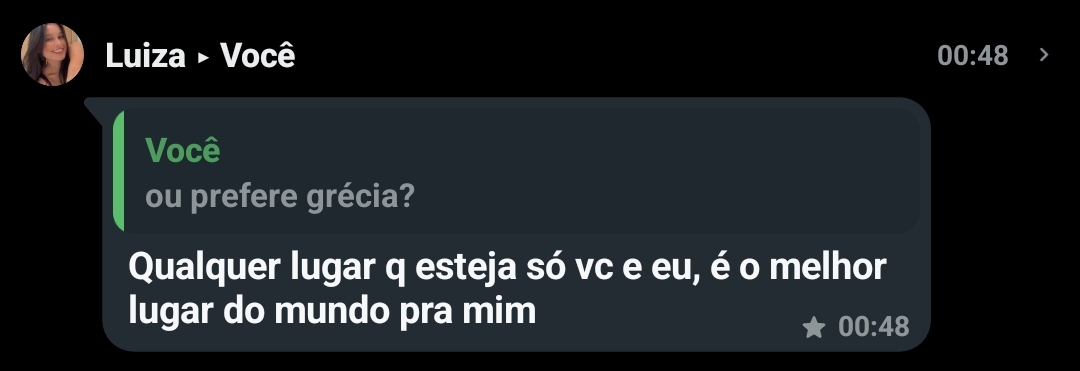 Luiza ▸ Você
00:48
Você
ou prefere grécia?
Qualquer lugar q esteja só vc e eu, é o melhor
lugar do mundo pra mim
00:48